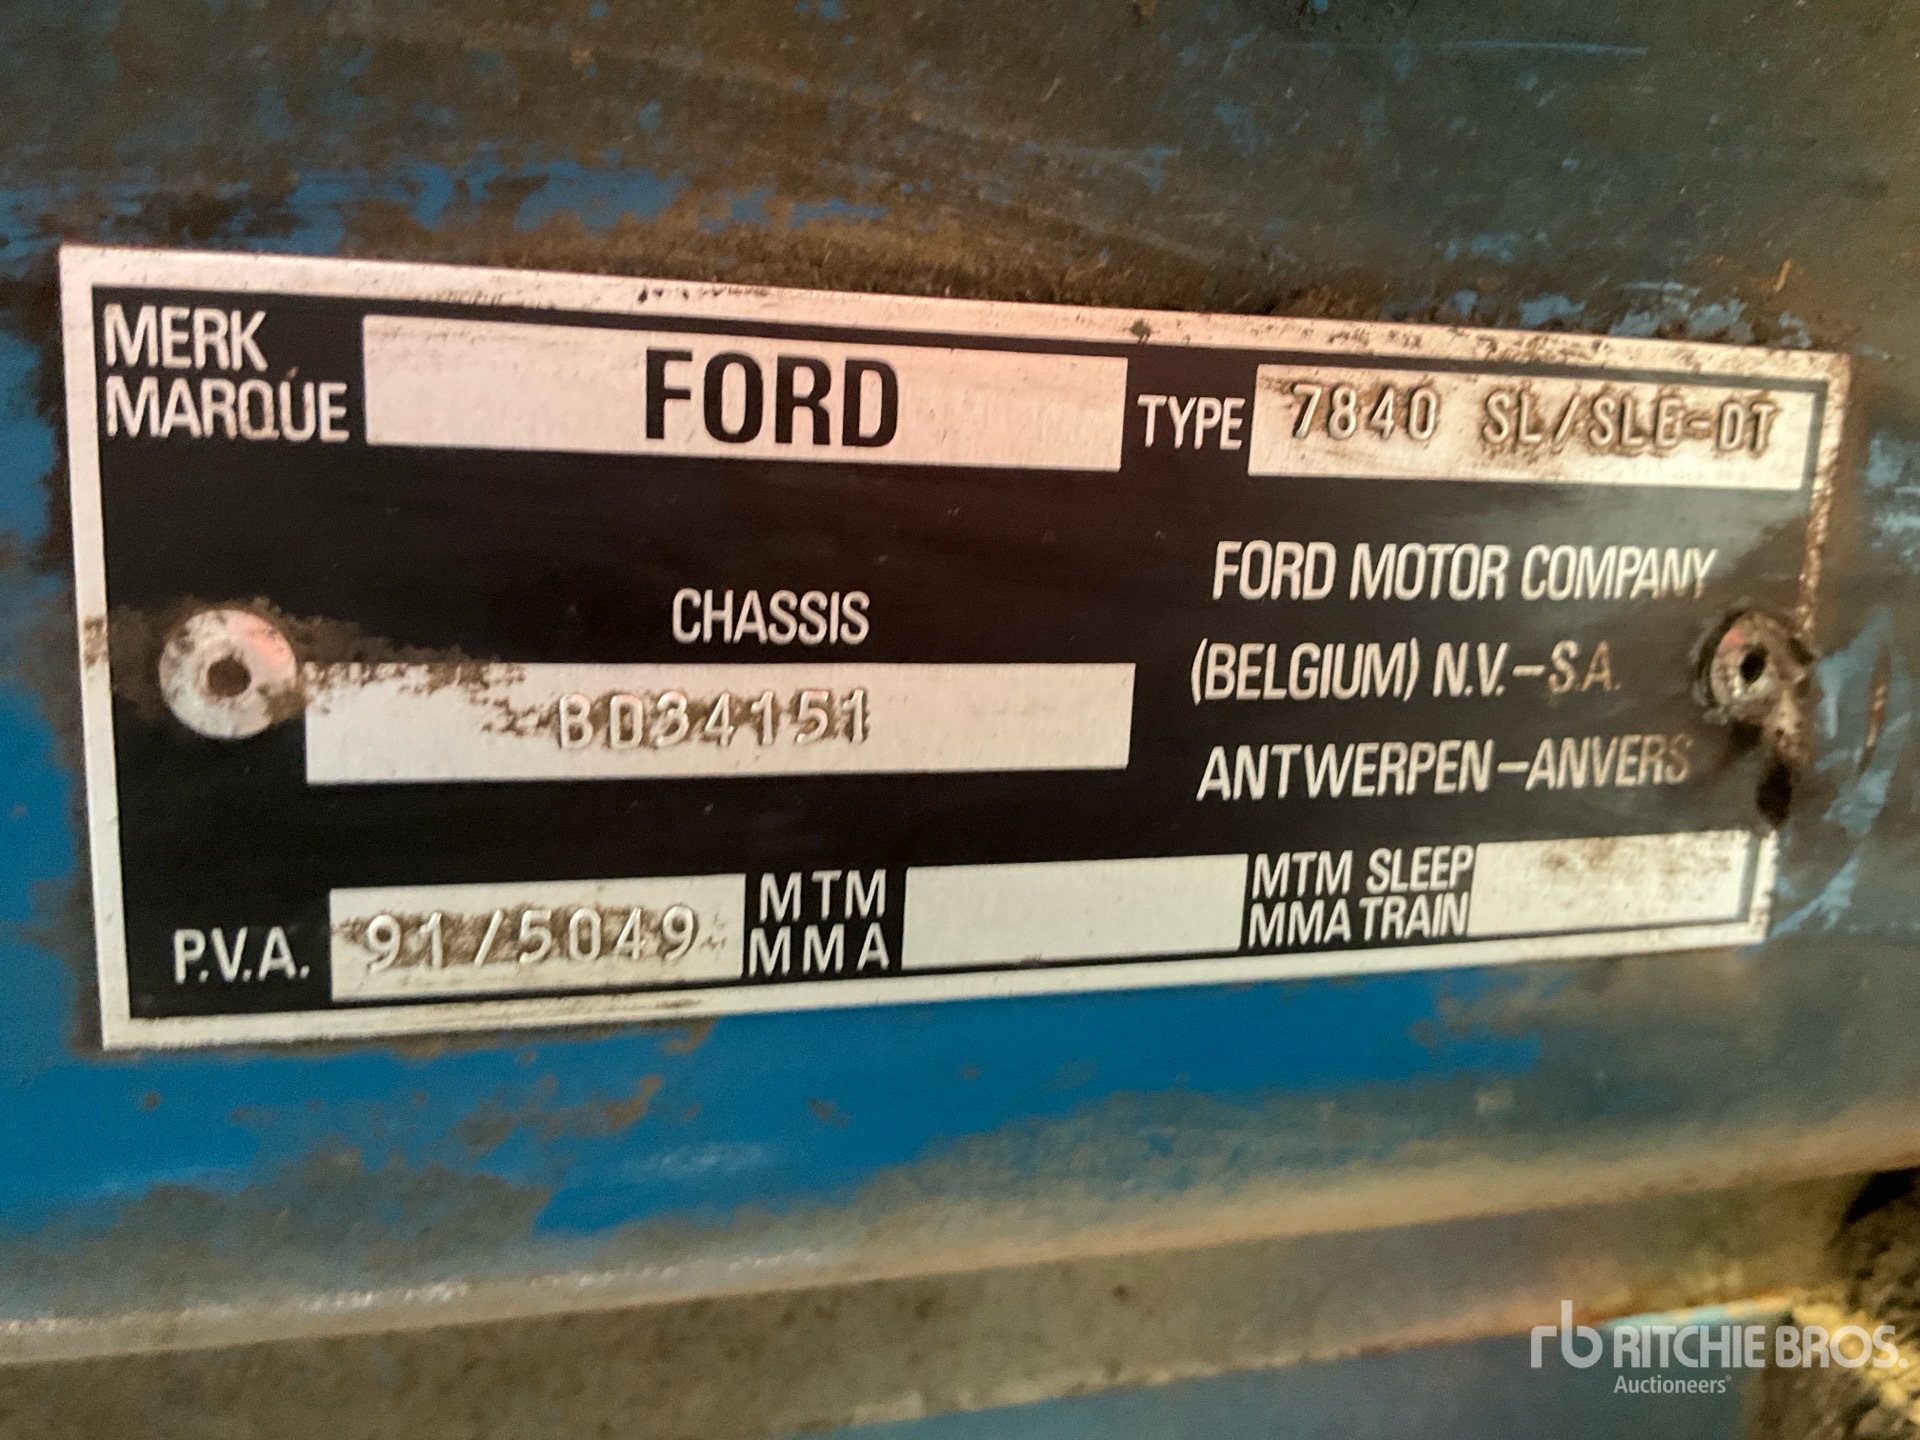 MERK
MARQUE
FORD
TYPE
7840 SL/SLE-DT
CHASSIS
BD34151
FORD MOTOR COMPANY
(BELGIUM) N.V.-S.A.
ANTWERPEN-ANVERS
P.V.A.
91/5049
MTM
MMA
MTM SLEEP
MMA TRAIN
rb RITCHIE BROS.
Auctioneers®